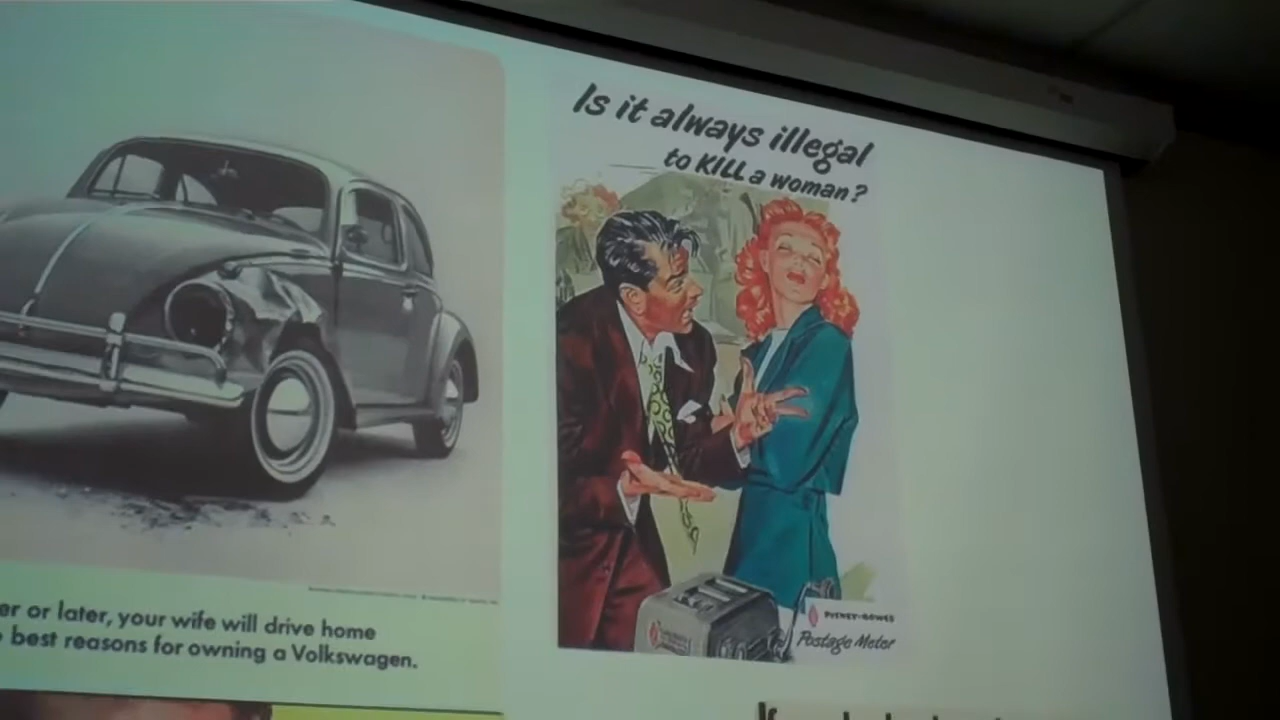 er or later, your wife will drive home
best reasons for owning a Volkswagen.
Is it always illegal
to KILL a woman?
PITNEY-BOWES
Postage Meter
If